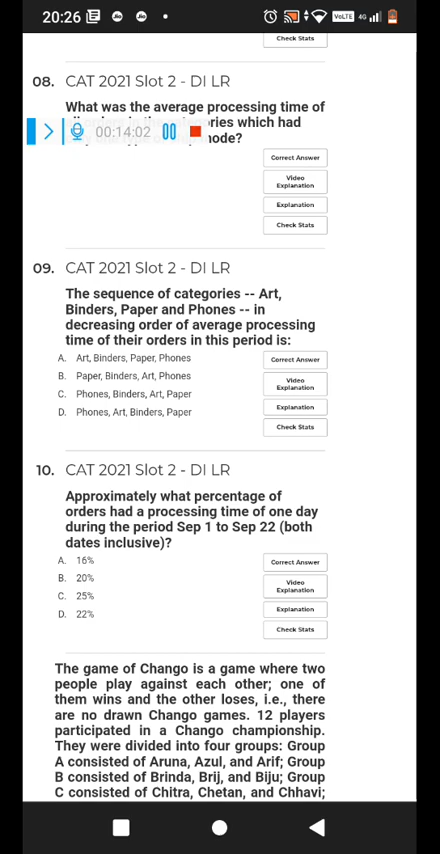 20:26
VoLTE 4G
Check Stats
08. CAT 2021 Slot 2 - DI LR
What was the average processing time of
00:14:02
ries which had
node?
Correct Answer
Video
Explanation
Explanation
Check Stats
09. CAT 2021 Slot 2 - DI LR
The sequence of categories -- Art,
Binders, Paper and Phones -- in
decreasing order of average processing
time of their orders in this period is:
A. Art, Binders, Paper, Phones
B. Paper, Binders, Art, Phones
C. Phones, Binders, Art, Paper
D. Phones, Art, Binders, Paper
Correct Answer
Video
Explanation
Explanation
Check Stats
10. CAT 2021 Slot 2 - DI LR
Approximately what percentage of
orders had a processing time of one day
during the period Sep 1 to Sep 22 (both
dates inclusive)?
A. 16%
B. 20%
C. 25%
D. 22%
Correct Answer
Video
Explanation
Explanation
Check Stats
The game of Chango is a game where two
people play against each other; one of
them wins and the other loses, i.e., there
are no drawn Chango games. 12 players
participated in a Chango championship.
They were divided into four groups: Group
A consisted of Aruna, Azul, and Arif; Group
B consisted of Brinda, Brij, and Biju; Group
C consisted of Chitra, Chetan, and Chhavi;